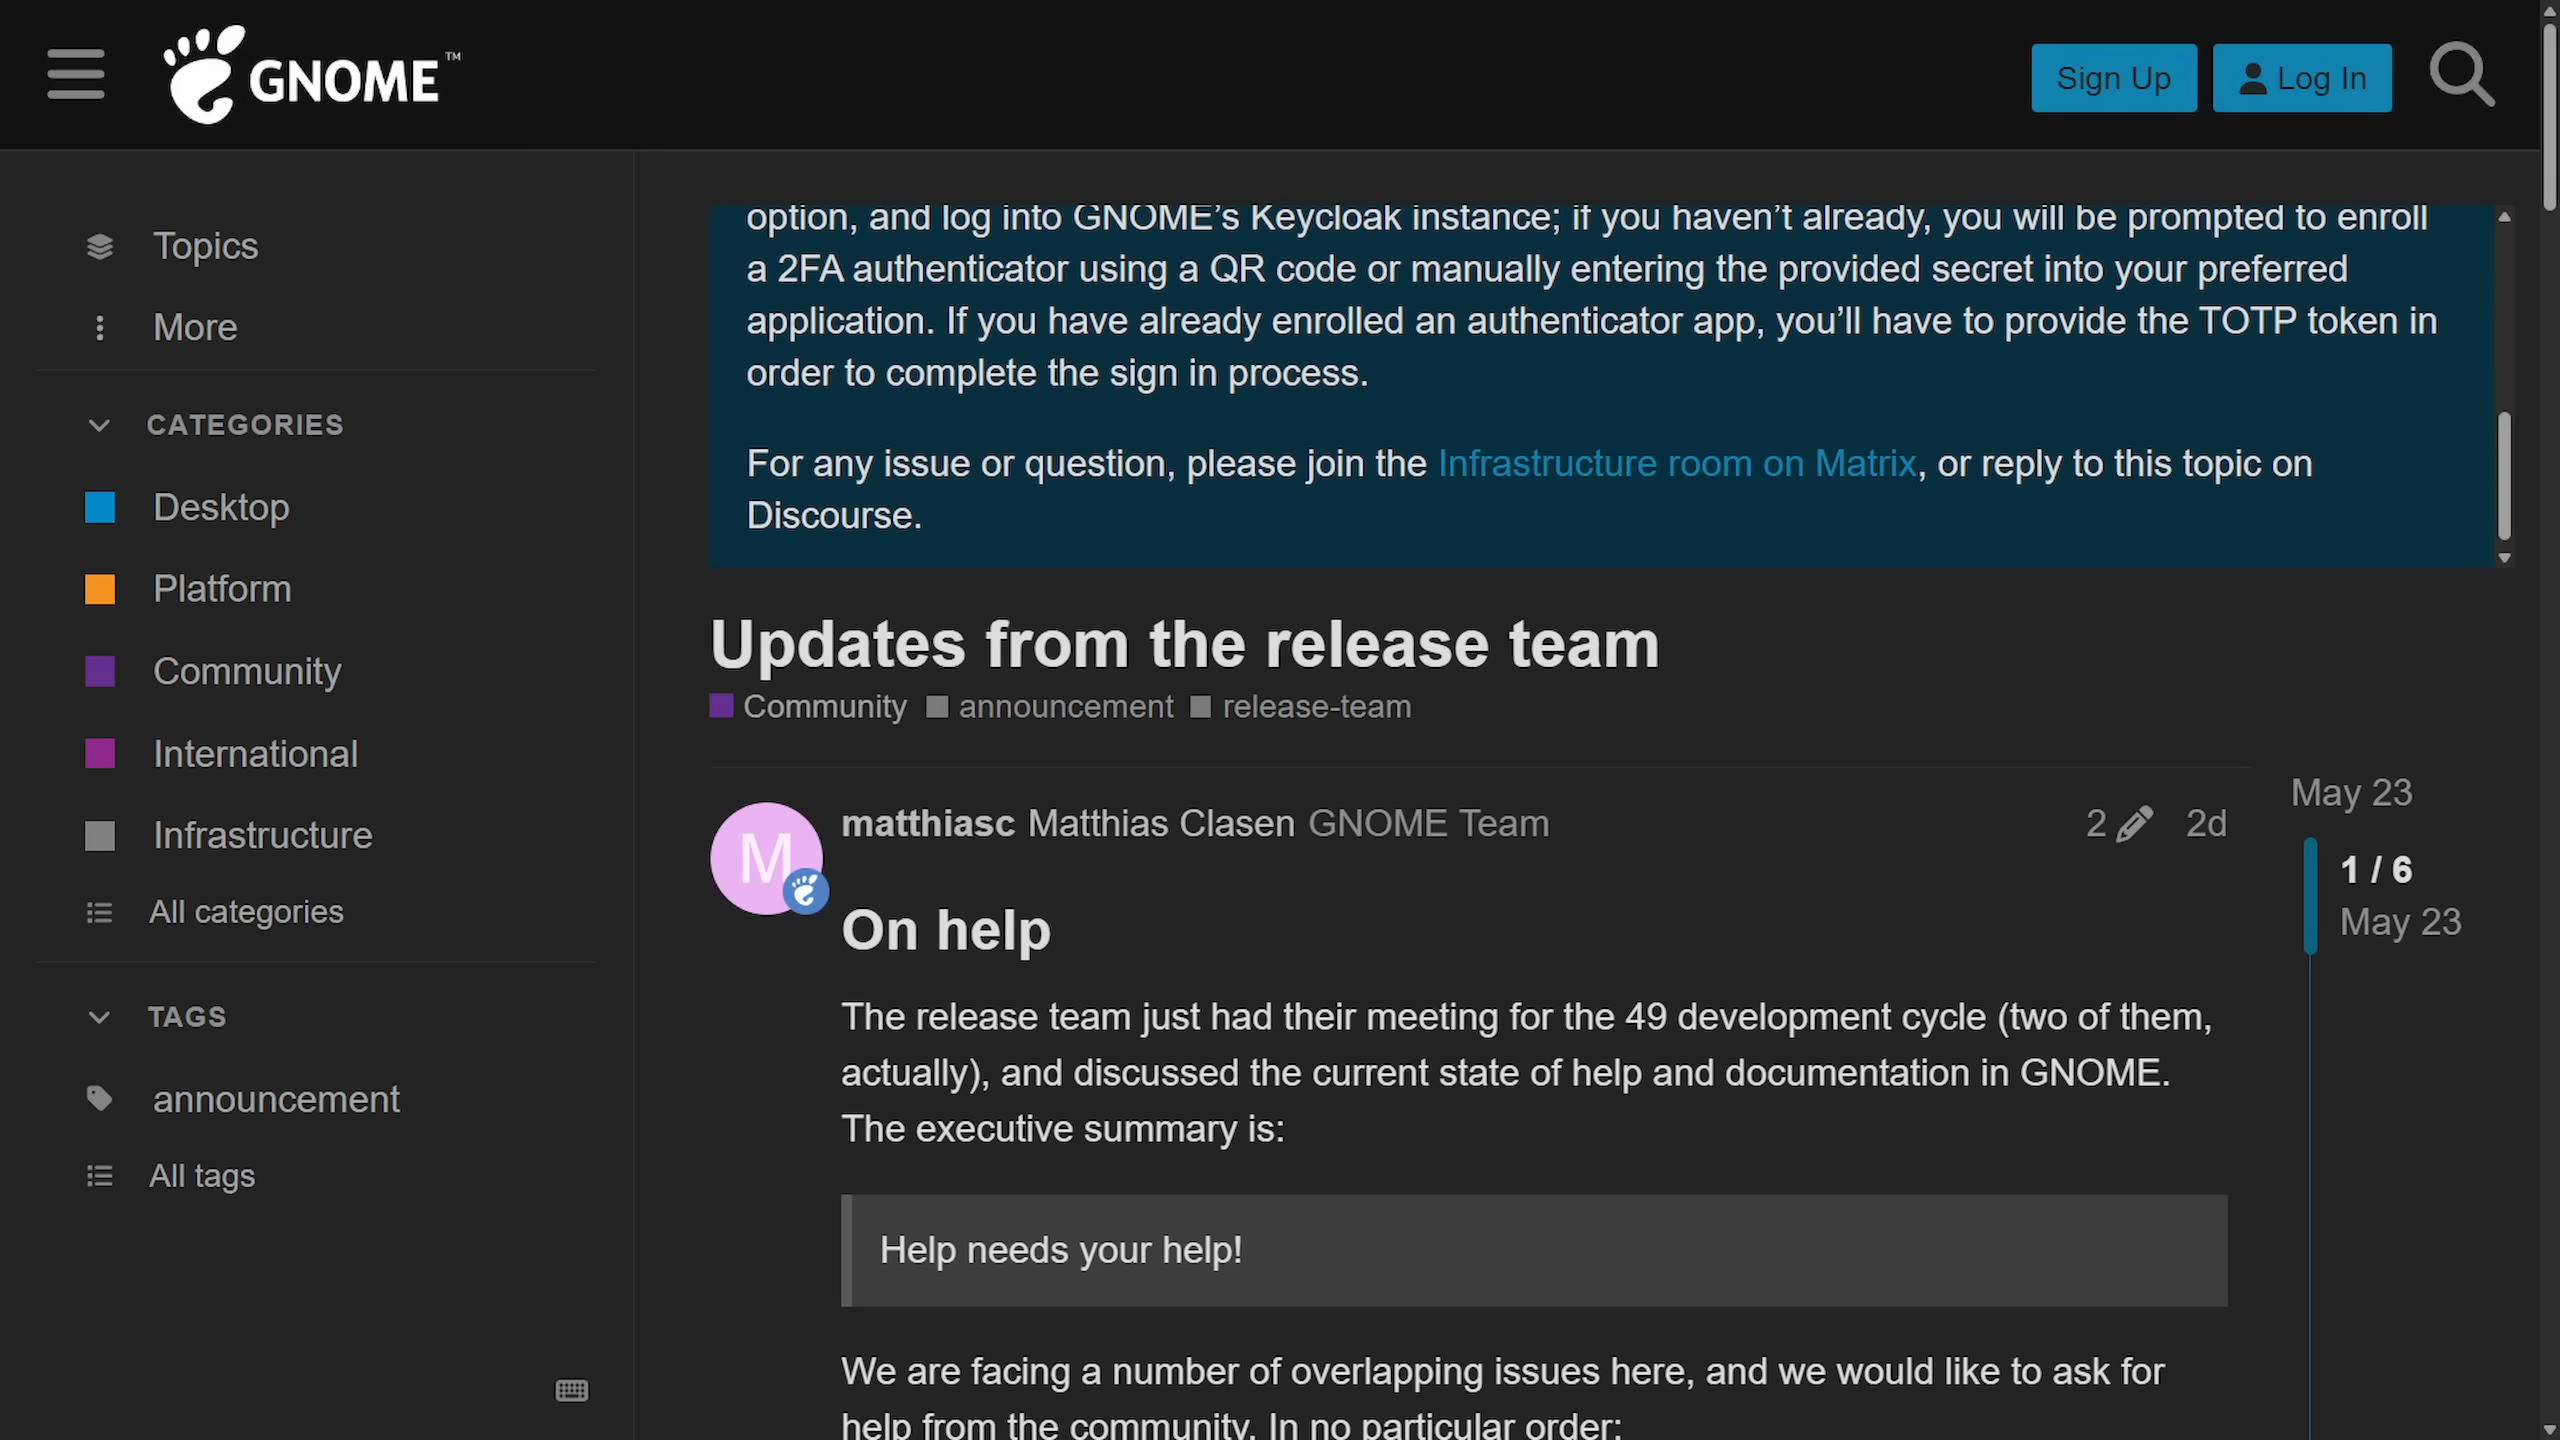 GNOME™
Sign Up
Log In
Topics
More
CATEGORIES
Desktop
Platform
Community
International
Infrastructure
All categories
TAGS
announcement
All tags
option, and log into GNOME’s Keycloak instance; if you haven’t already, you will be prompted to enroll
a 2FA authenticator using a QR code or manually entering the provided secret into your preferred
application. If you have already enrolled an authenticator app, you’ll have to provide the TOTP token in
order to complete the sign in process.
For any issue or question, please join the Infrastructure room on Matrix, or reply to this topic on
Discourse.
Updates from the release team
Community announcement release-team
M
matthiasc Matthias Clasen GNOME Team
2 2d
On help
The release team just had their meeting for the 49 development cycle (two of them,
actually), and discussed the current state of help and documentation in GNOME.
The executive summary is:
Help needs your help!
We are facing a number of overlapping issues here, and we would like to ask for
help from the community. In no particular order:
May 23
1 / 6
May 23